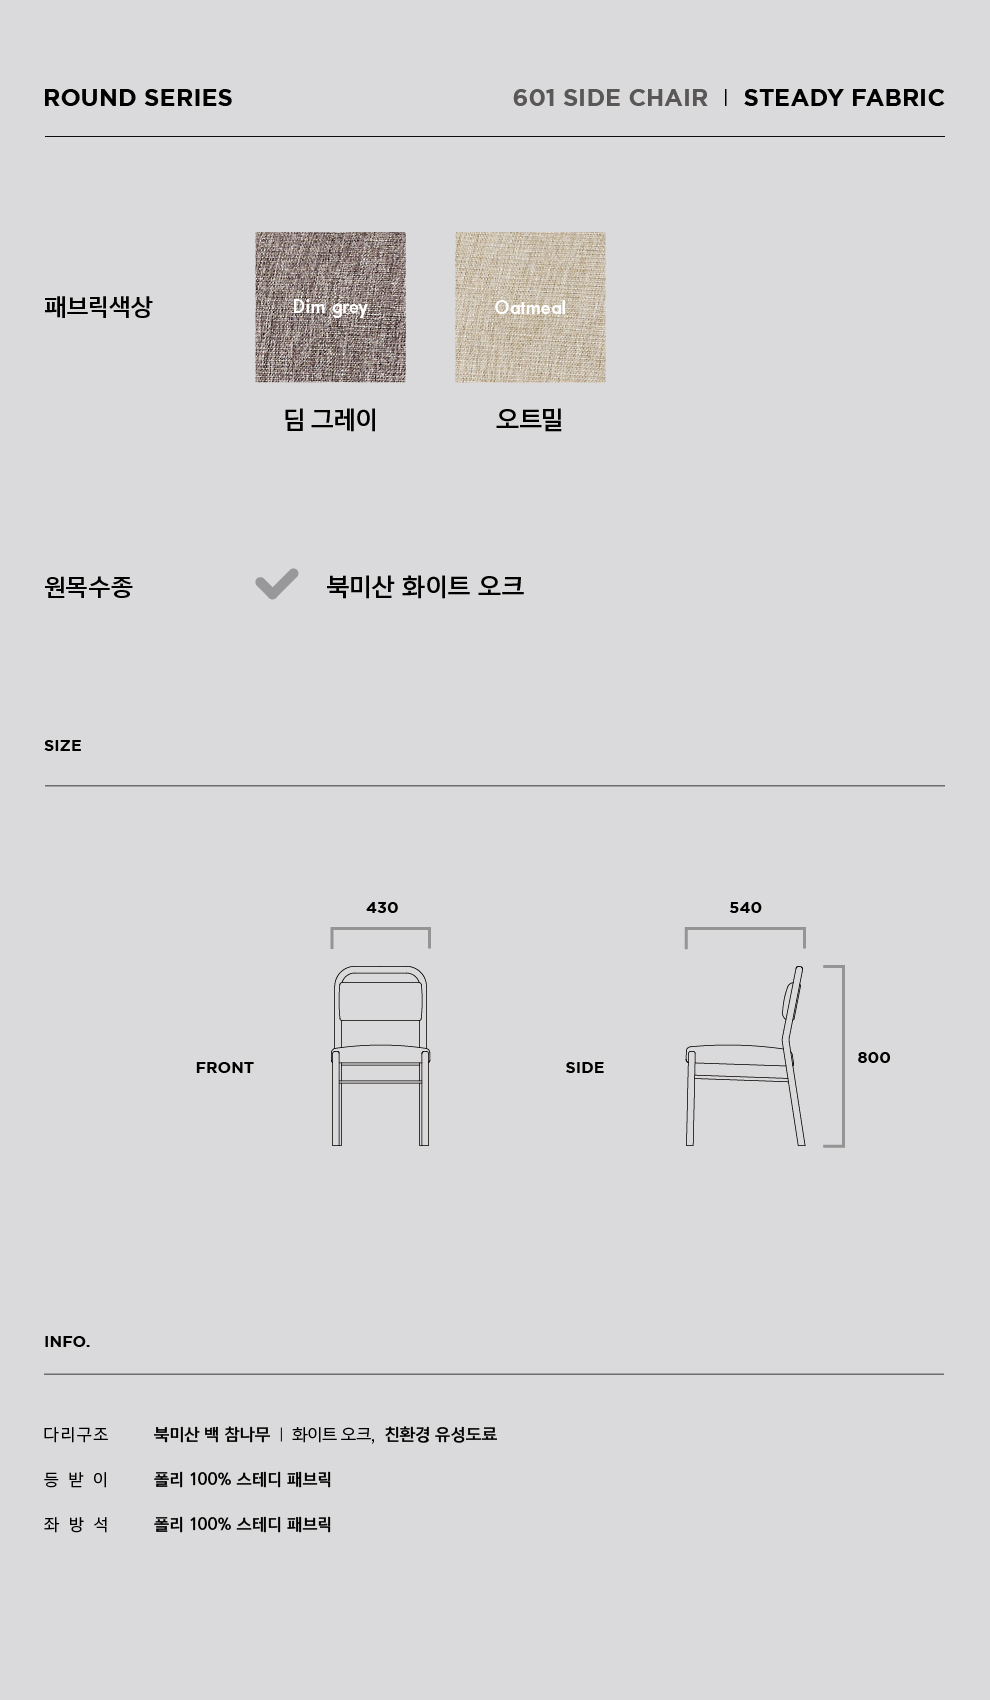 ROUND SERIES
601 SIDE CHAIR | STEADY FABRIC
패브릭색상
Dim grey
Oatmeal
딤 그레이
오트밀
원목수종
북미산 화이트 오크
SIZE
430
540
FRONT
SIDE
800
INFO.
다리구조 북미산 백 참나무 | 화이트 오크, 친환경 유성도료
등 받 이 폴리 100% 스테디 패브릭
좌 방 석 폴리 100% 스테디 패브릭